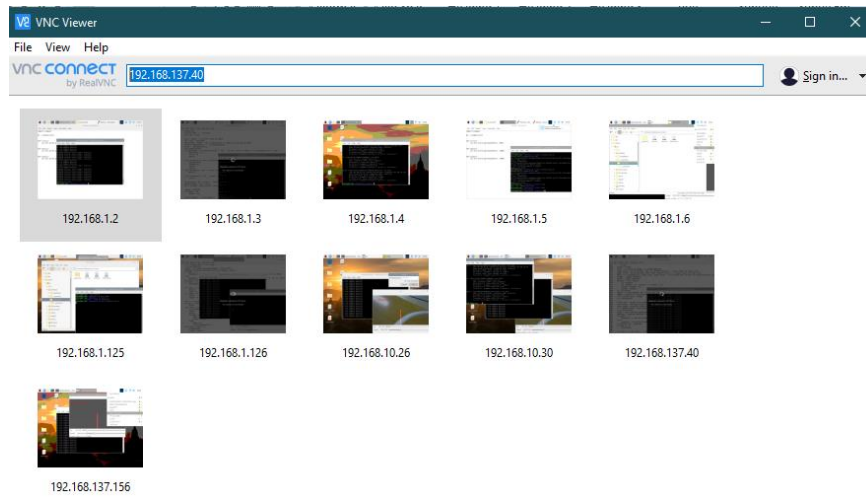 VNC Viewer
File View Help
vnc connect
by RealVNC
192.168.137.40
Sign in...
192.168.1.2
192.168.1.3
192.168.1.4
192.168.1.5
192.168.1.6
192.168.1.125
192.168.1.126
192.168.10.26
192.168.10.30
192.168.137.40
192.168.137.156